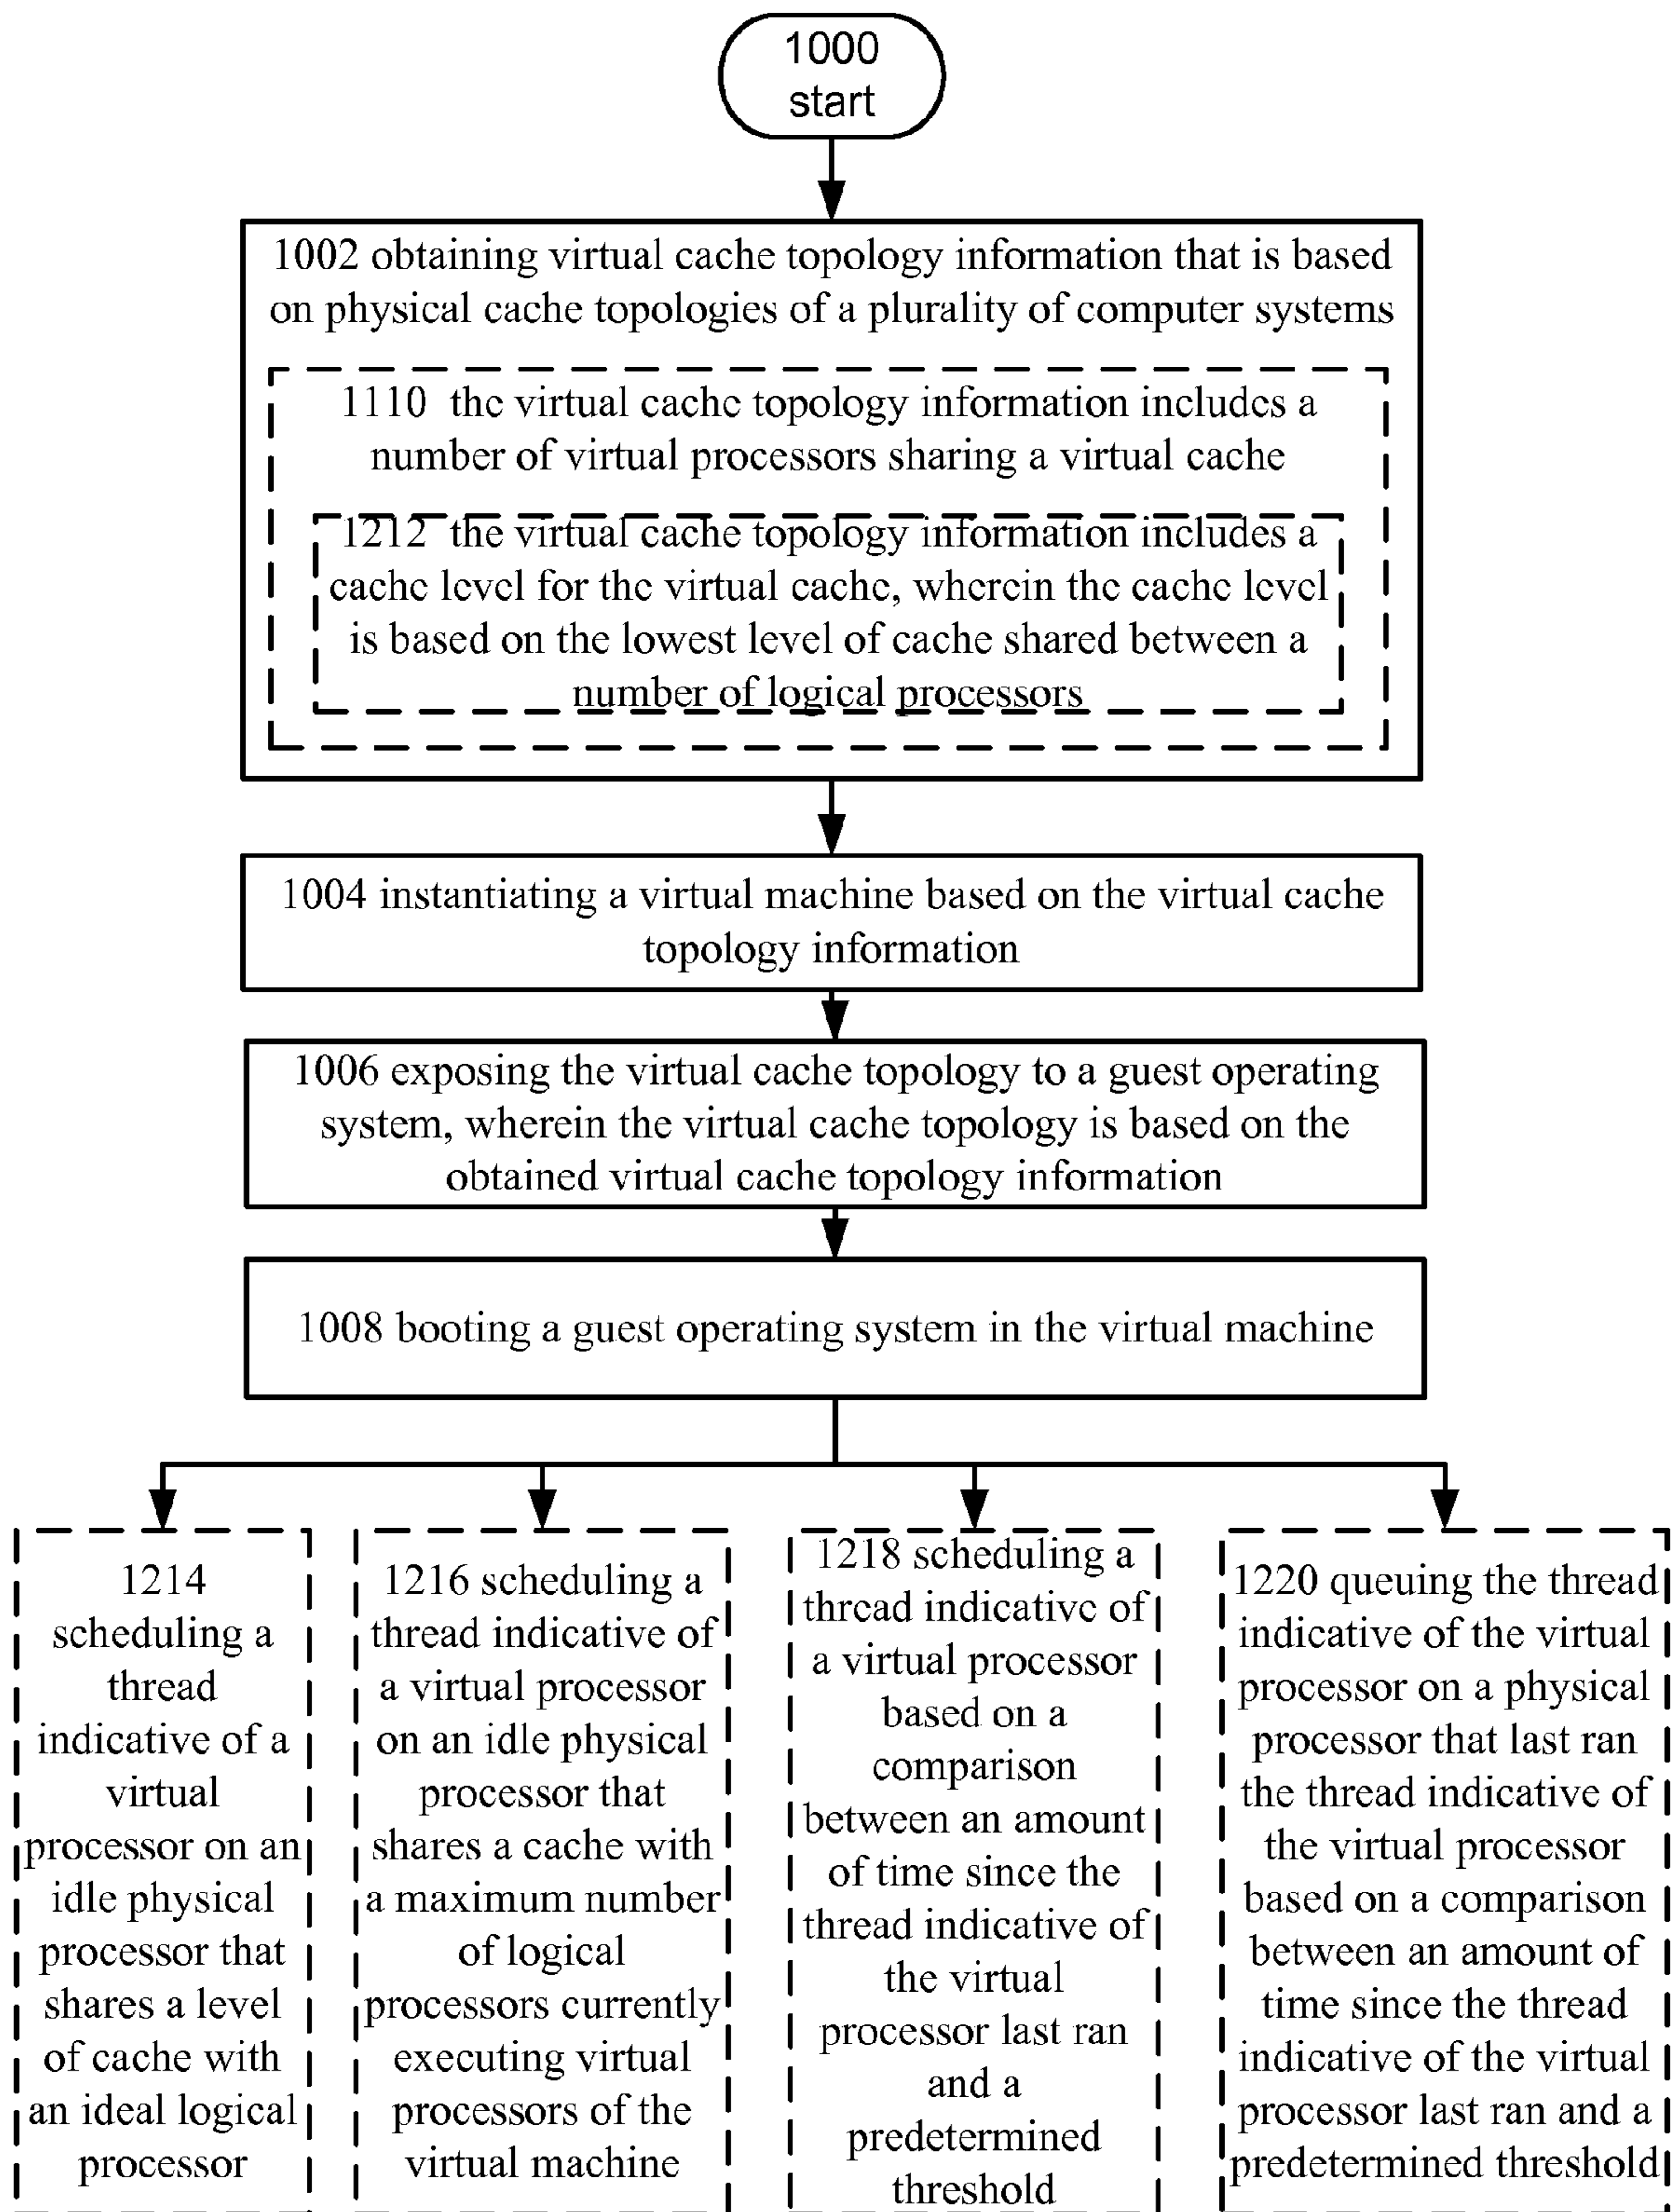 1000
start
1002 obtaining virtual cache topology information that is based
on physical cache topologies of a plurality of computer systems
1110 the virtual cache topology information includes a
number of virtual processors sharing a virtual cache
1212 the virtual cache topology information includes a
cache level for the virtual cache, wherein the cache level
is based on the lowest level of cache shared between a
number of logical processors
1004 instantiating a virtual machine based on the virtual cache
topology information
1006 exposing the virtual cache topology to a guest operating
system, wherein the virtual cache topology is based on the
obtained virtual cache topology information
1008 booting a guest operating system in the virtual machine
1214
scheduling a
thread
indicative of a
virtual
processor on an
idle physical
processor that
shares a level
of cache with
an ideal logical
processor
1216 scheduling a
thread indicative of
a virtual processor
on an idle physical
processor that
shares a cache with
a maximum number
of logical
processors currently
executing virtual
processors of the
virtual machine
1218 scheduling a
thread indicative of
a virtual processor
based on a
comparison
between an amount
of time since the
thread indicative of
the virtual
processor last ran
and a
predetermined
threshold
1220 queuing the thread
indicative of the virtual
processor on a physical
processor that last ran
the thread indicative of
the virtual processor
based on a comparison
between an amount of
time since the thread
indicative of the virtual
processor last ran and a
predetermined threshold